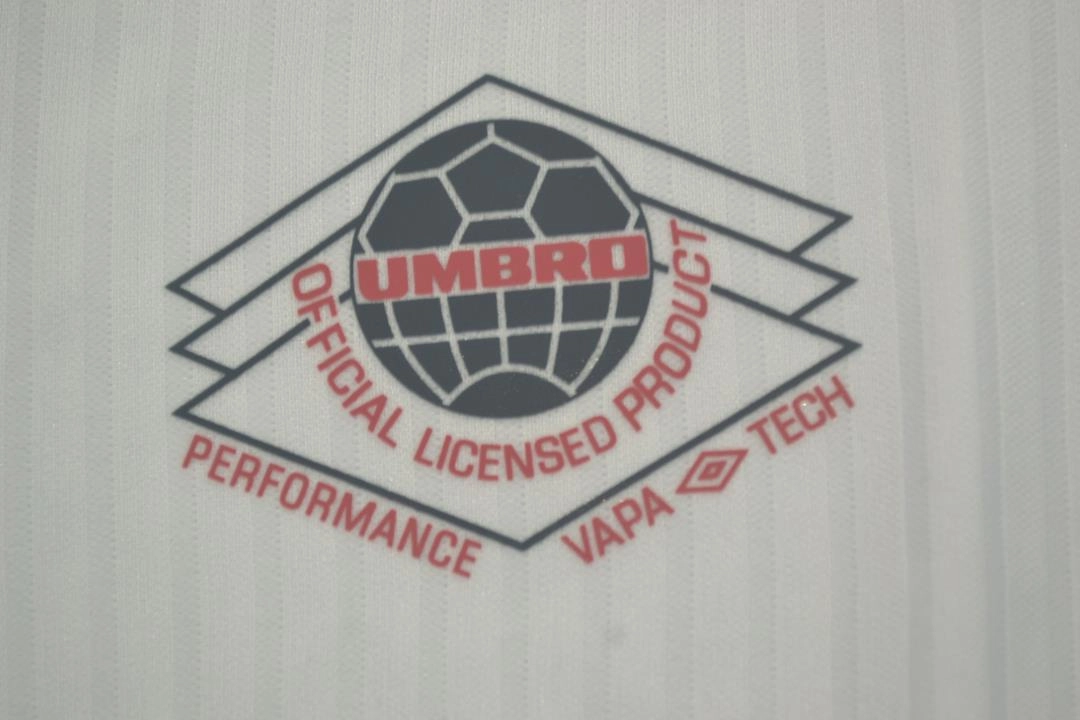 UMBRO
OFFICIAL LICENSED PRODUCT
PERFORMANCE
VAPA TECH